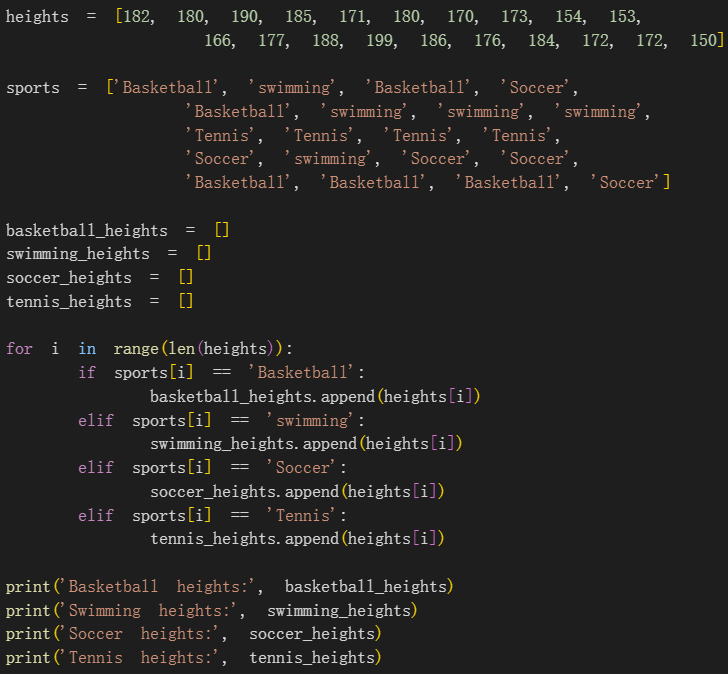 heights = [182, 180, 190, 185, 171, 180, 170, 173, 154, 153,
166, 177, 188, 199, 186, 176, 184, 172, 172, 150]
sports = ['Basketball', 'swimming', 'Basketball', 'Soccer',
'Basketball', 'swimming', 'swimming', 'swimming',
'Tennis', 'Tennis', 'Tennis', 'Tennis',
'Soccer', 'swimming', 'Soccer', 'Soccer',
'Basketball', 'Basketball', 'Basketball', 'Soccer']
basketball_heights = []
swimming_heights = []
soccer_heights = []
tennis_heights = []
for i in range(len(heights)):
if sports[i] == 'Basketball':
basketball_heights.append(heights[i])
elif sports[i] == 'swimming':
swimming_heights.append(heights[i])
elif sports[i] == 'Soccer':
soccer_heights.append(heights[i])
elif sports[i] == 'Tennis':
tennis_heights.append(heights[i])
print('Basketball heights:', basketball_heights)
print('Swimming heights:', swimming_heights)
print('Soccer heights:', soccer_heights)
print('Tennis heights:', tennis_heights)